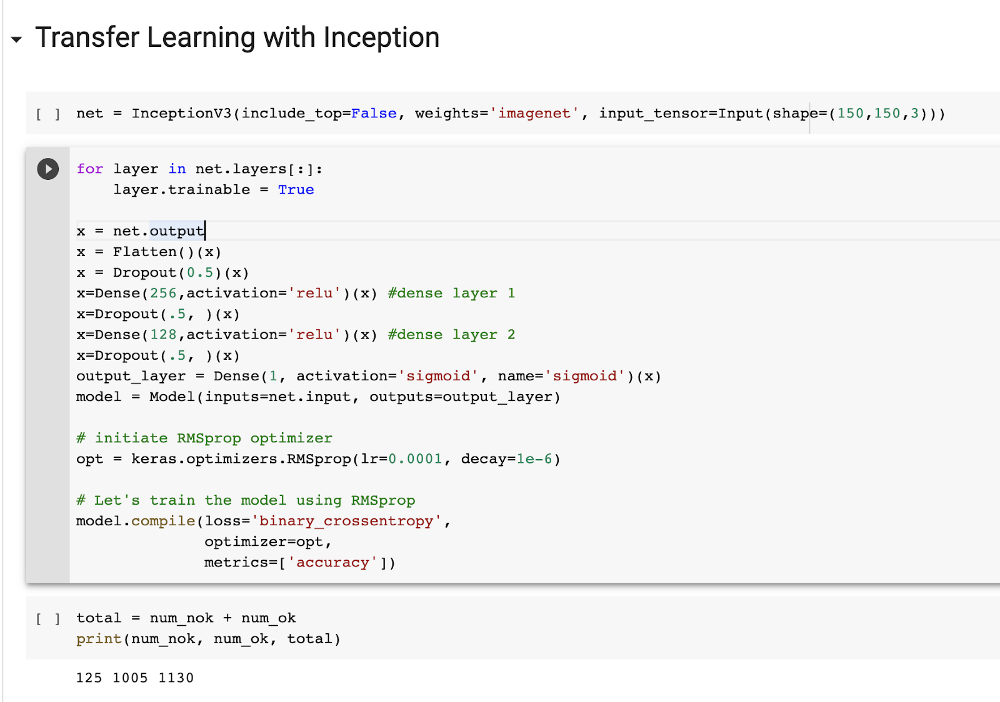 Transfer Learning with Inception
[ ] net = InceptionV3(include_top=False, weights='imagenet', input_tensor=Input(shape=(150,150,3)))
for layer in net.layers[:]:
    layer.trainable = True
x = net.output
x = Flatten()(x)
x = Dropout(0.5)(x)
x=Dense(256,activation='relu')(x) #dense layer 1
x=Dropout(.5, )(x)
x=Dense(128,activation='relu')(x) #dense layer 2
x=Dropout(.5, )(x)
output_layer = Dense(1, activation='sigmoid', name='sigmoid')(x)
model = Model(inputs=net.input, outputs=output_layer)
# initiate RMSprop optimizer
opt = keras.optimizers.RMSprop(lr=0.0001, decay=1e-6)
# Let's train the model using RMSprop
model.compile(loss='binary_crossentropy',
              optimizer=opt,
              metrics=['accuracy'])
[ ] total = num_nok + num_ok
print(num_nok, num_ok, total)
125 1005 1130